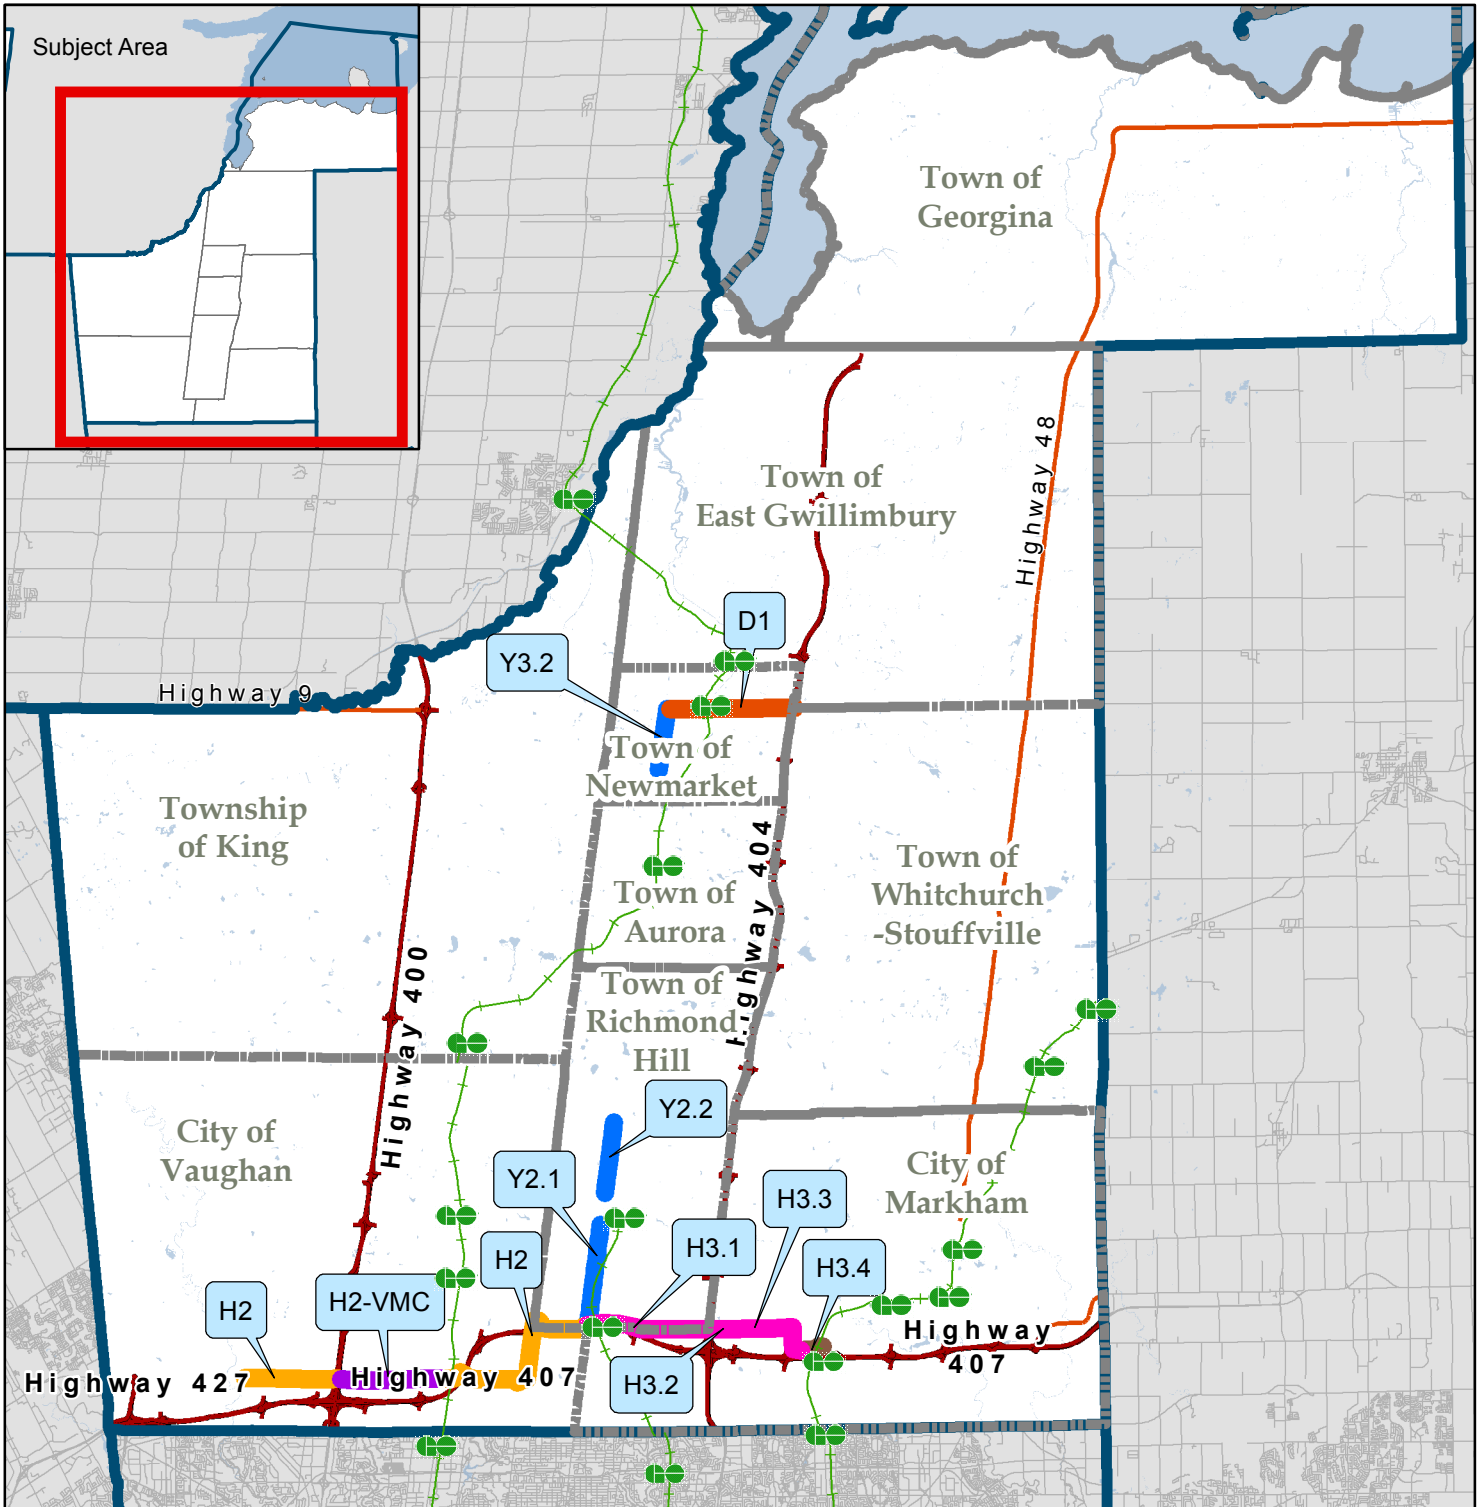 Subject Area
Town of
Georgina
Town of
East Gwillimbury
Highway 48
D1
Y3.2
Highway 9
Town of
Newmarket
Township
of King
Highway 404
Town of
Whitchurch
-Stouffville
Town of
Aurora
Highway 400
Town of
Richmond
Hill
Y2.2
City of
Vaughan
Y2.1
City of
Markham
H3.3
H3.1
H2
H3.4
H2-VMC
H2
Highway
407
Highway 427
Highway 407
H3.2